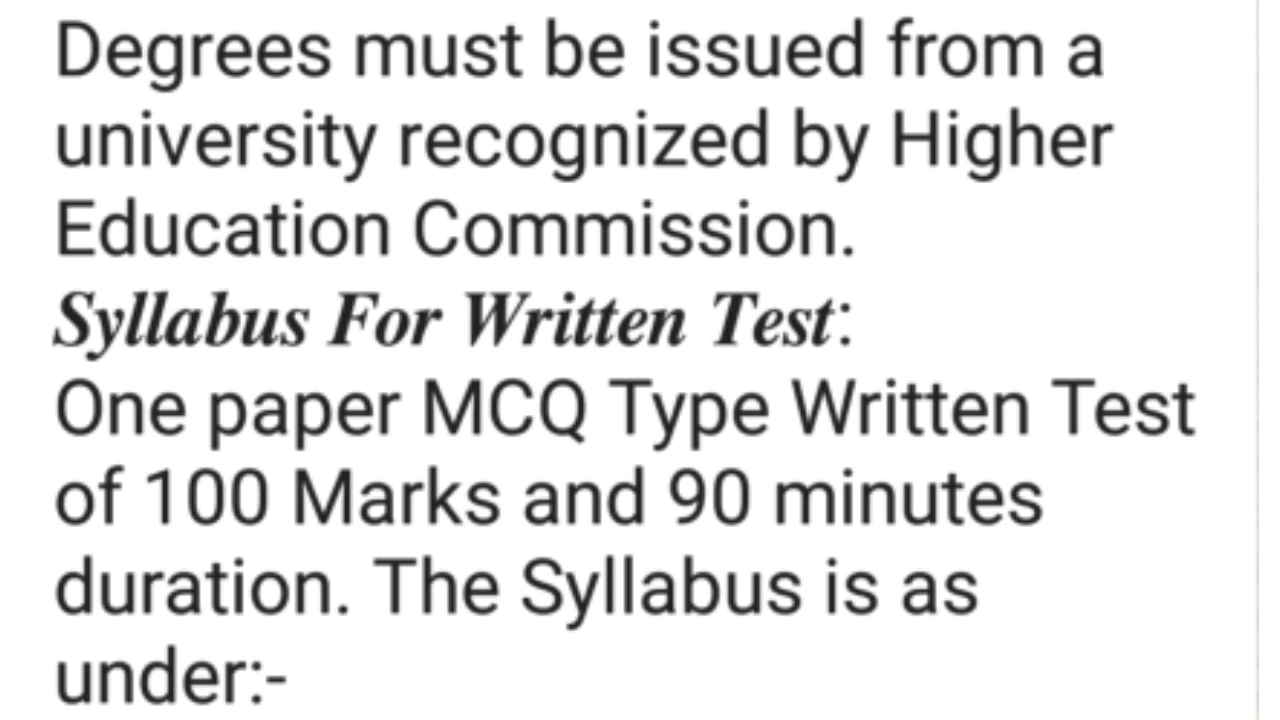 Degrees must be issued from a
university recognized by Higher
Education Commission.
Syllabus For Written Test:
One paper MCQ Type Written Test
of 100 Marks and 90 minutes
duration. The Syllabus is as
under:-